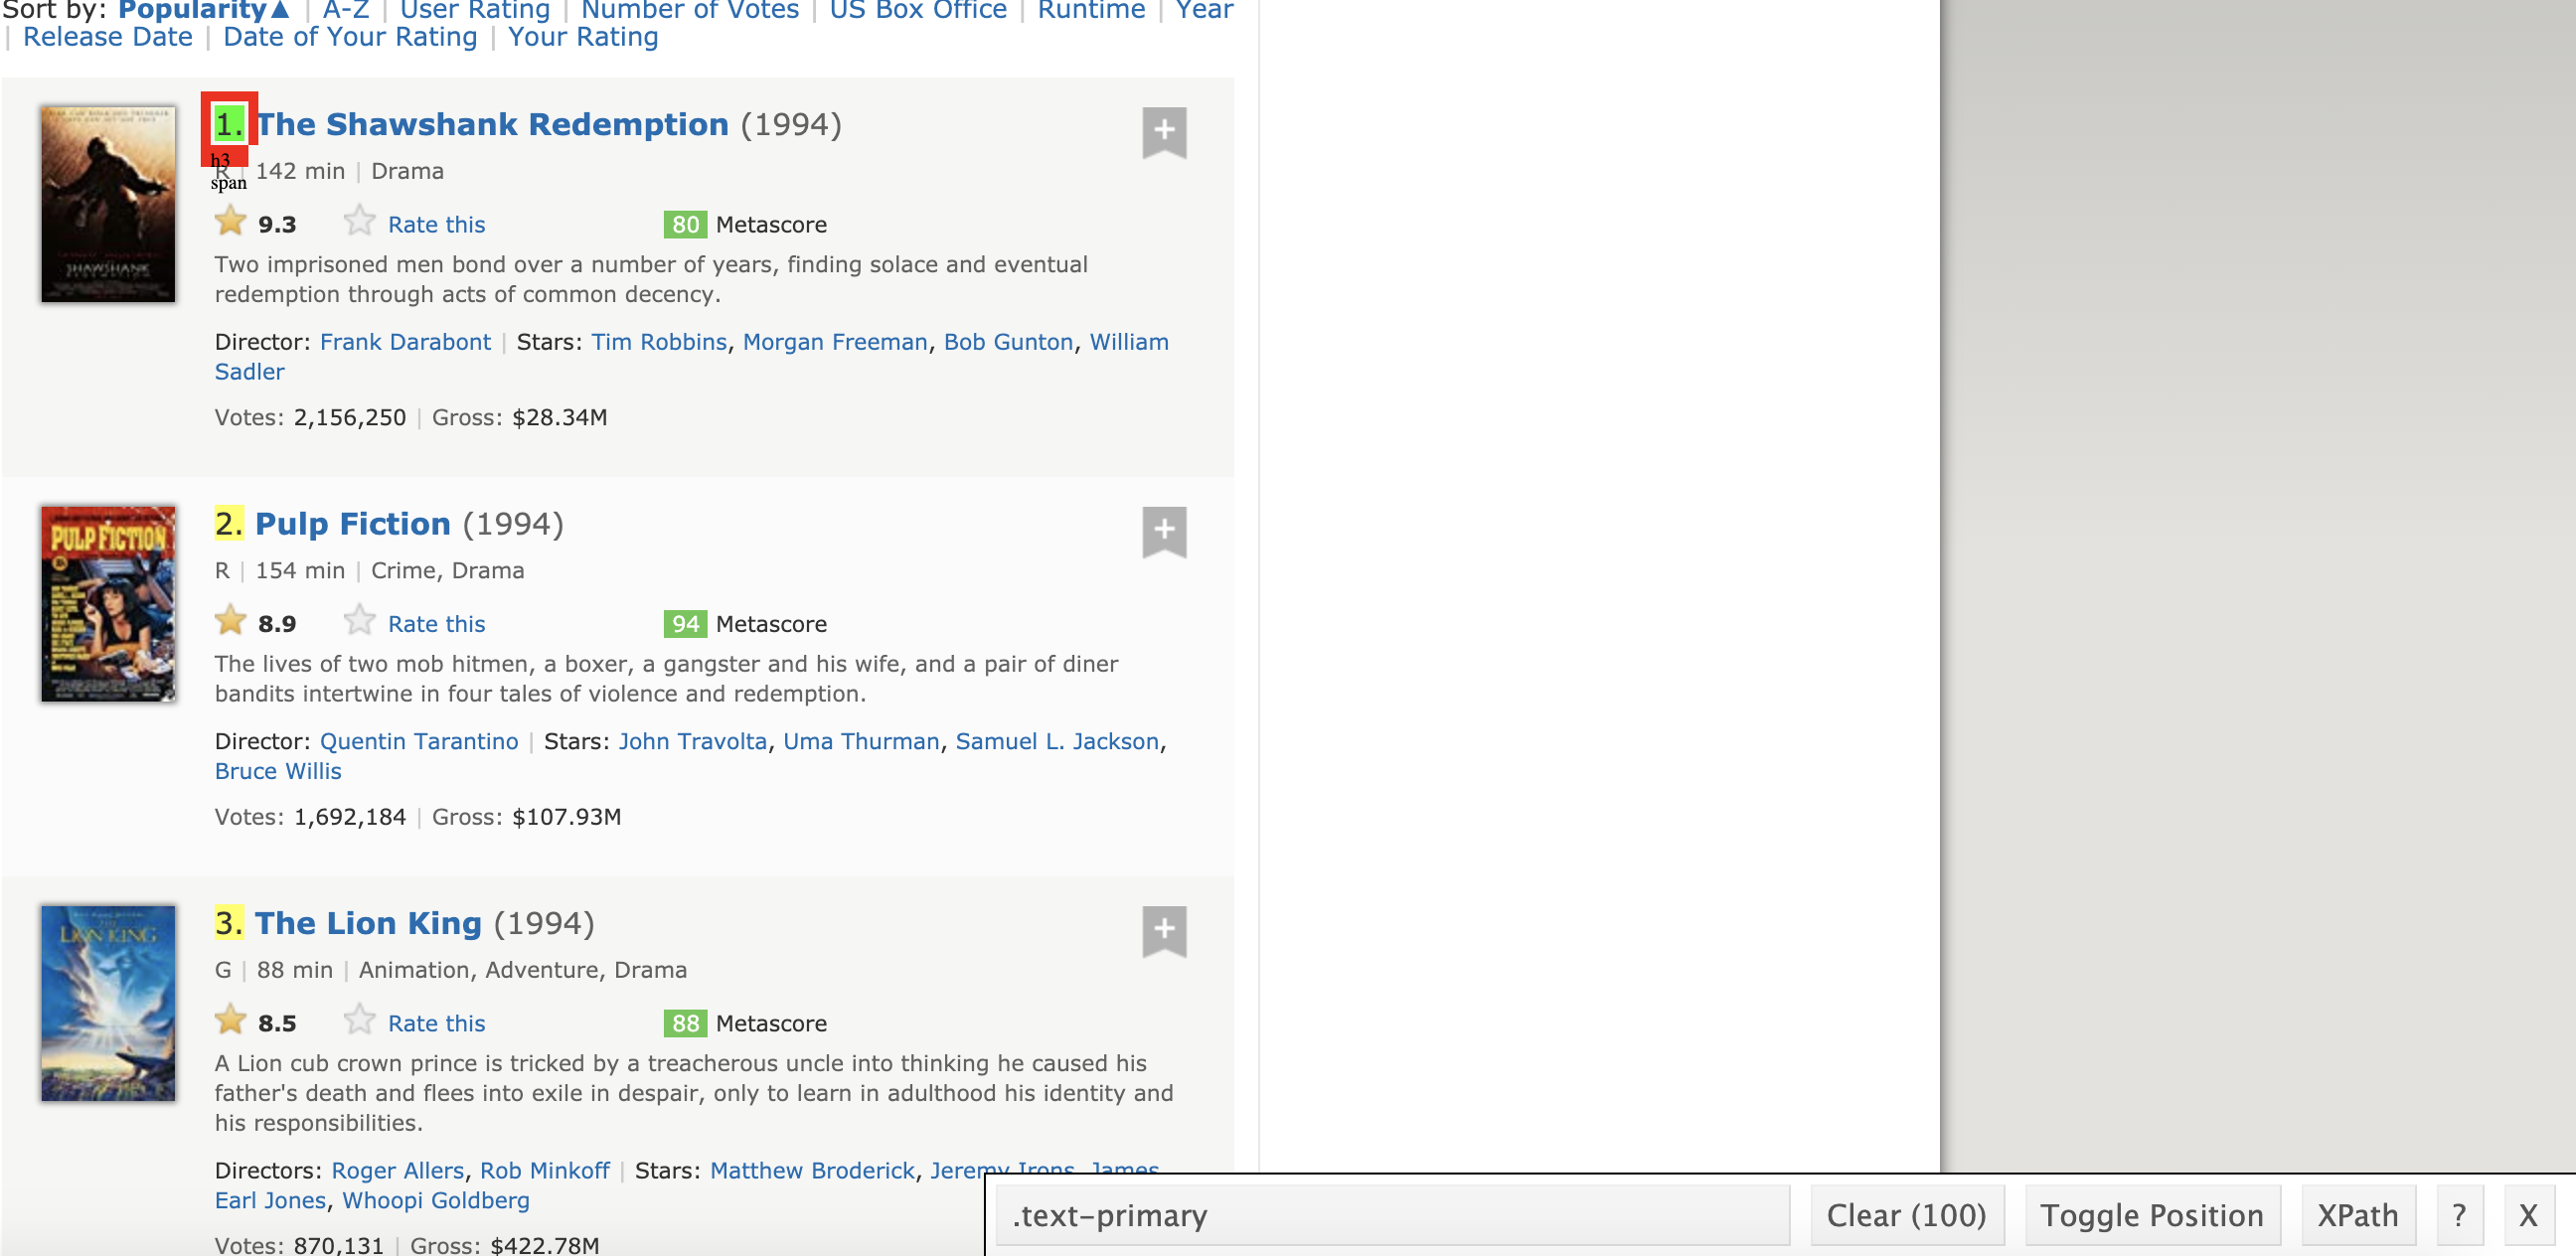 Sort by: Popularity▲ | A-Z | User Rating | Number of Votes | US Box Office | Runtime | Year
| Release Date | Date of Your Rating | Your Rating
1. The Shawshank Redemption (1994)
h3
span
R | 142 min | Drama
9.3 Rate this 80 Metascore
Two imprisoned men bond over a number of years, finding solace and eventual
redemption through acts of common decency.
Director: Frank Darabont | Stars: Tim Robbins, Morgan Freeman, Bob Gunton, William
Sadler
Votes: 2,156,250 | Gross: $28.34M
SHAWSHANK
PULP FICTION
2. Pulp Fiction (1994)
R | 154 min | Crime, Drama
8.9 Rate this 94 Metascore
The lives of two mob hitmen, a boxer, a gangster and his wife, and a pair of diner
bandits intertwine in four tales of violence and redemption.
Director: Quentin Tarantino | Stars: John Travolta, Uma Thurman, Samuel L. Jackson,
Bruce Willis
Votes: 1,692,184 | Gross: $107.93M
LION KING
3. The Lion King (1994)
G | 88 min | Animation, Adventure, Drama
8.5 Rate this 88 Metascore
A Lion cub crown prince is tricked by a treacherous uncle into thinking he caused his
father's death and flees into exile in despair, only to learn in adulthood his identity and
his responsibilities.
Directors: Roger Allers, Rob Minkoff | Stars: Matthew Broderick, Jeremy Irons, James
Earl Jones, Whoopi Goldberg
Votes: 870,131 | Gross: $422.78M
.text-primary Clear (100) Toggle Position XPath ? X